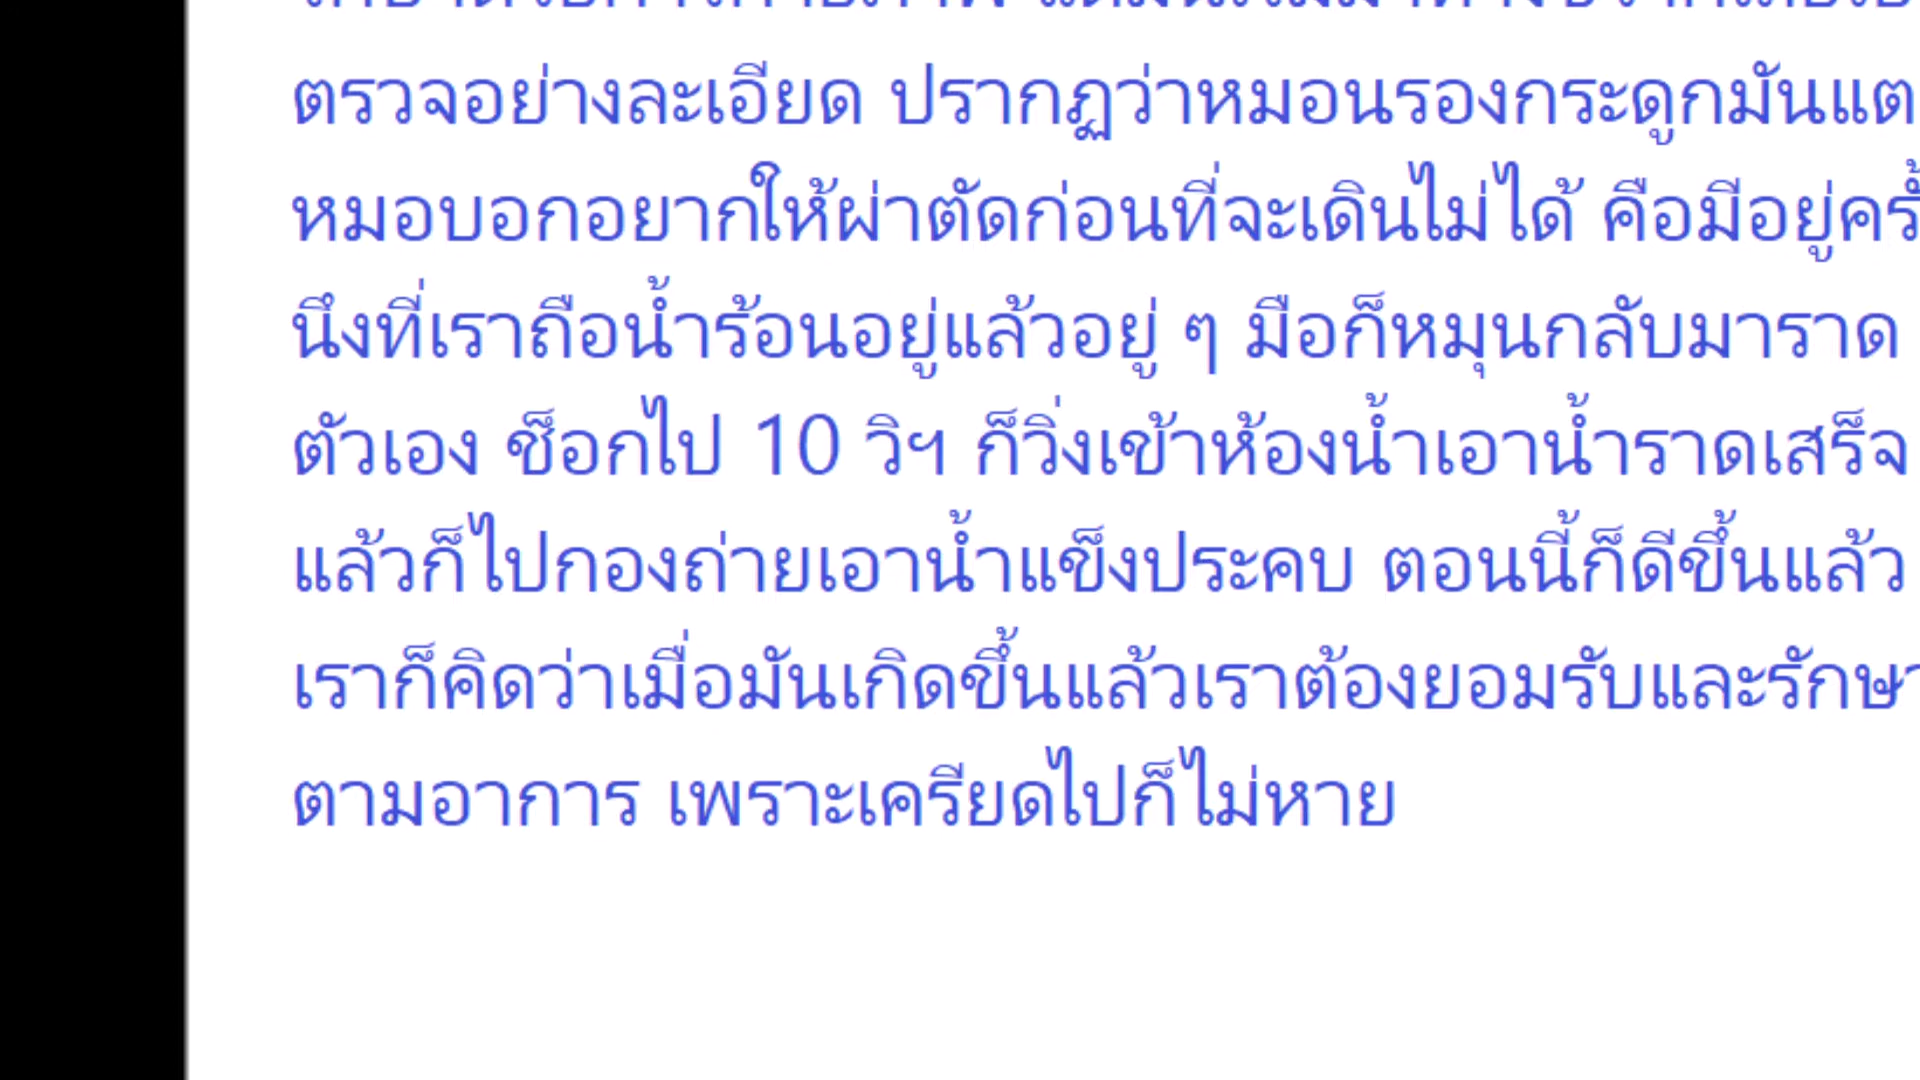 ตรวจอย่างละเอียด ปรากฏว่าหมอนรองกระดูกมันแต
หมอบอกอยากให้ผ่าตัดก่อนที่จะเดินไม่ได้ คือมีอยู่ครั้
นึงที่เราถือน้ำร้อนอยู่แล้วอยู่ ๆ มือก็หมุนกลับมาราด
ตัวเอง ช็อกไป 10 วิฯ ก็วิ่งเข้าห้องน้ำเอาน้ำราดเสร็จ
แล้วก็ไปกองถ่ายเอาน้ำแข็งประคบ ตอนนี้ก็ดีขึ้นแล้ว
เราก็คิดว่าเมื่อมันเกิดขึ้นแล้วเราต้องยอมรับและรักษา
ตามอาการ เพราะเครียดไปก็ไม่หาย